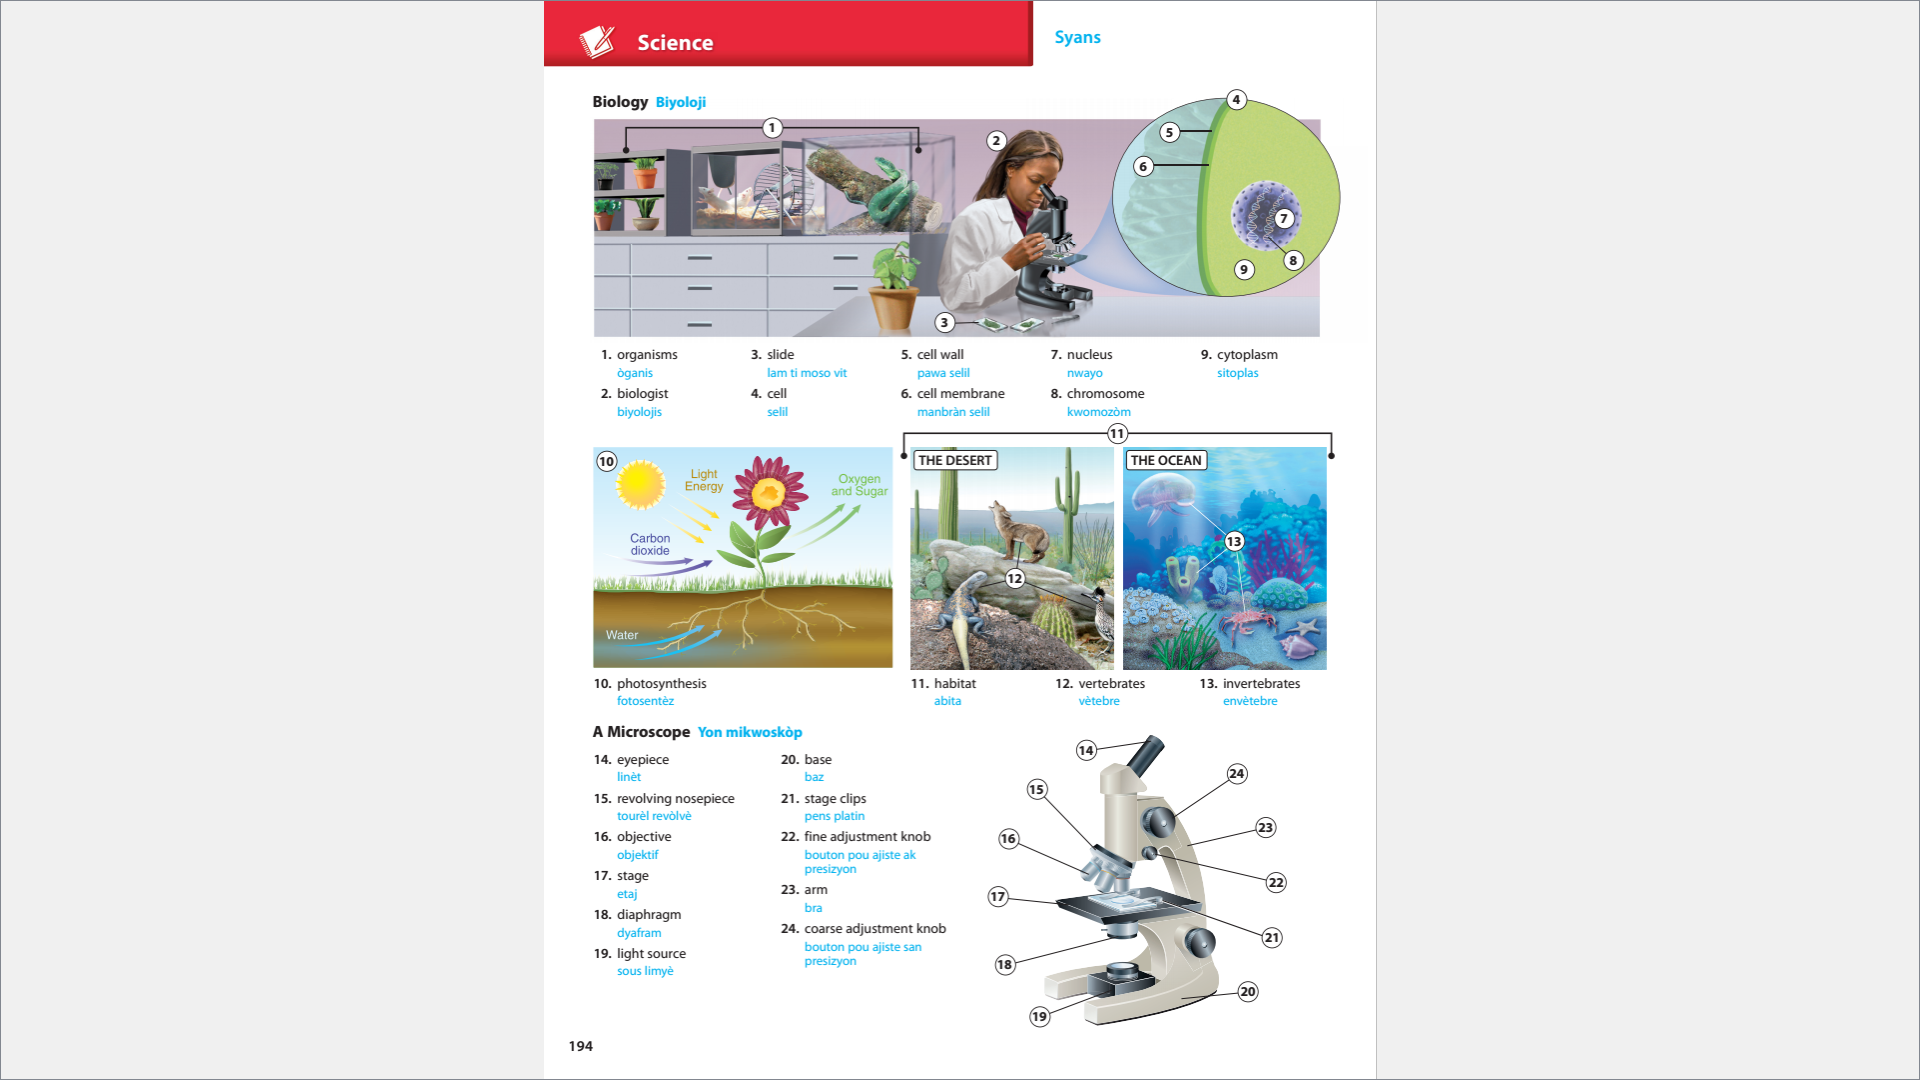 Science
Syans
Biology Biyoloji
1
2
3
4
5
6
7
8
9
1. organisms
òganis
2. biologist
biyolojis
3. slide
lam ti moso vit
4. cell
selil
5. cell wall
pawa selil
6. cell membrane
manbràn selil
7. nucleus
nwayo
8. chromosome
kwomozòm
9. cytoplasm
sitoplas
10
Light
Energy
Oxygen
and Sugar
Carbon
dioxide
Water
11
THE DESERT
12
THE OCEAN
13
10. photosynthesis
fotosentèz
11. habitat
abita
12. vertebrates
vètebre
13. invertebrates
envètebre
A Microscope Yon mikwoskòp
14. eyepiece
linèt
15. revolving nosepiece
tourèl revòlvè
16. objective
objektif
17. stage
etaj
18. diaphragm
dyafram
19. light source
sous limyè
20. base
baz
21. stage clips
pens platin
22. fine adjustment knob
bouton pou ajiste ak
presizyon
23. arm
bra
24. coarse adjustment knob
bouton pou ajiste san
presizyon
14
15
16
17
18
19
24
23
22
21
20
194